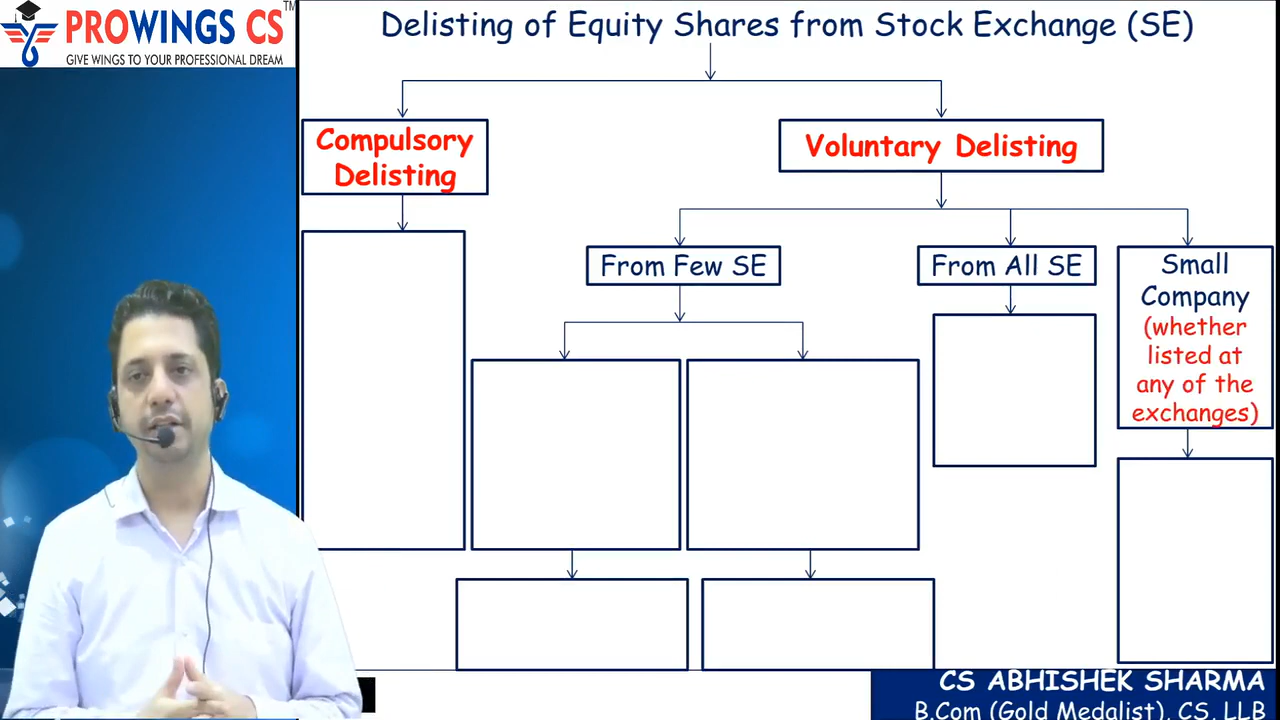 PROWINGS CS TM
GIVE WINGS TO YOUR PROFESSIONAL DREAM
Delisting of Equity Shares from Stock Exchange (SE)
Compulsory
Delisting
Voluntary Delisting
From Few SE
From All SE
Small
Company
(whether
listed at
any of the
exchanges)
CS ABHISHEK SHARMA
B.Com (Gold Medalist), CS, LLB